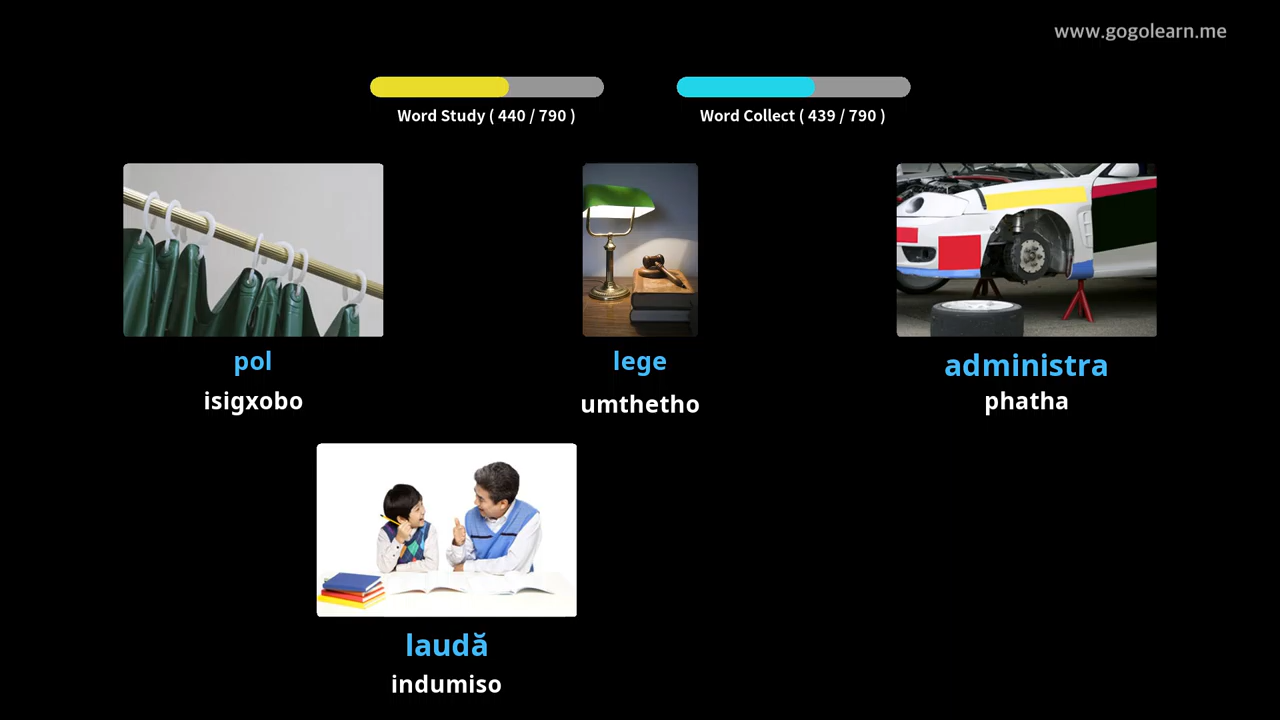 www.gogolearn.me
Word Study ( 440 / 790 )
Word Collect ( 439 / 790 )
pol
isigxobo
lege
umthetho
administra
phatha
laudă
indumiso